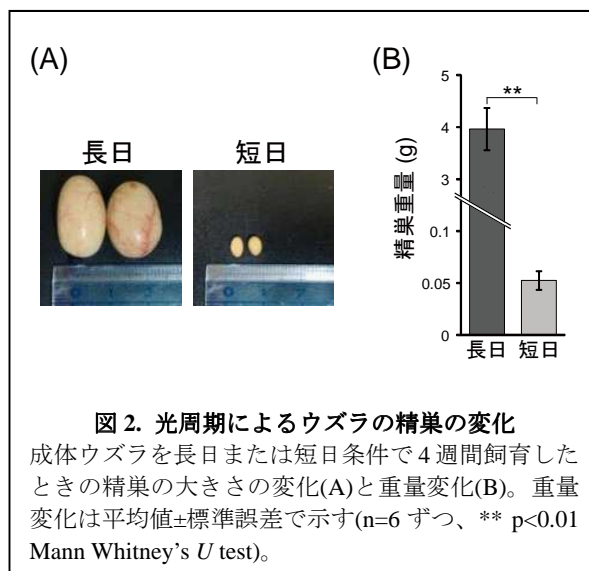 (A)
長日
短日
(B)
精巣重量 (g)
5
4
3
0.1
0.05
0
**
長日 短日
図 2. 光周期によるウズラの精巣の変化
成体ウズラを長日または短日条件で 4 週間飼育した
ときの精巣の大きさの変化(A)と重量変化(B)。重量
変化は平均値±標準誤差で示す(n=6 ずつ、** p<0.01
Mann Whitney's U test)。